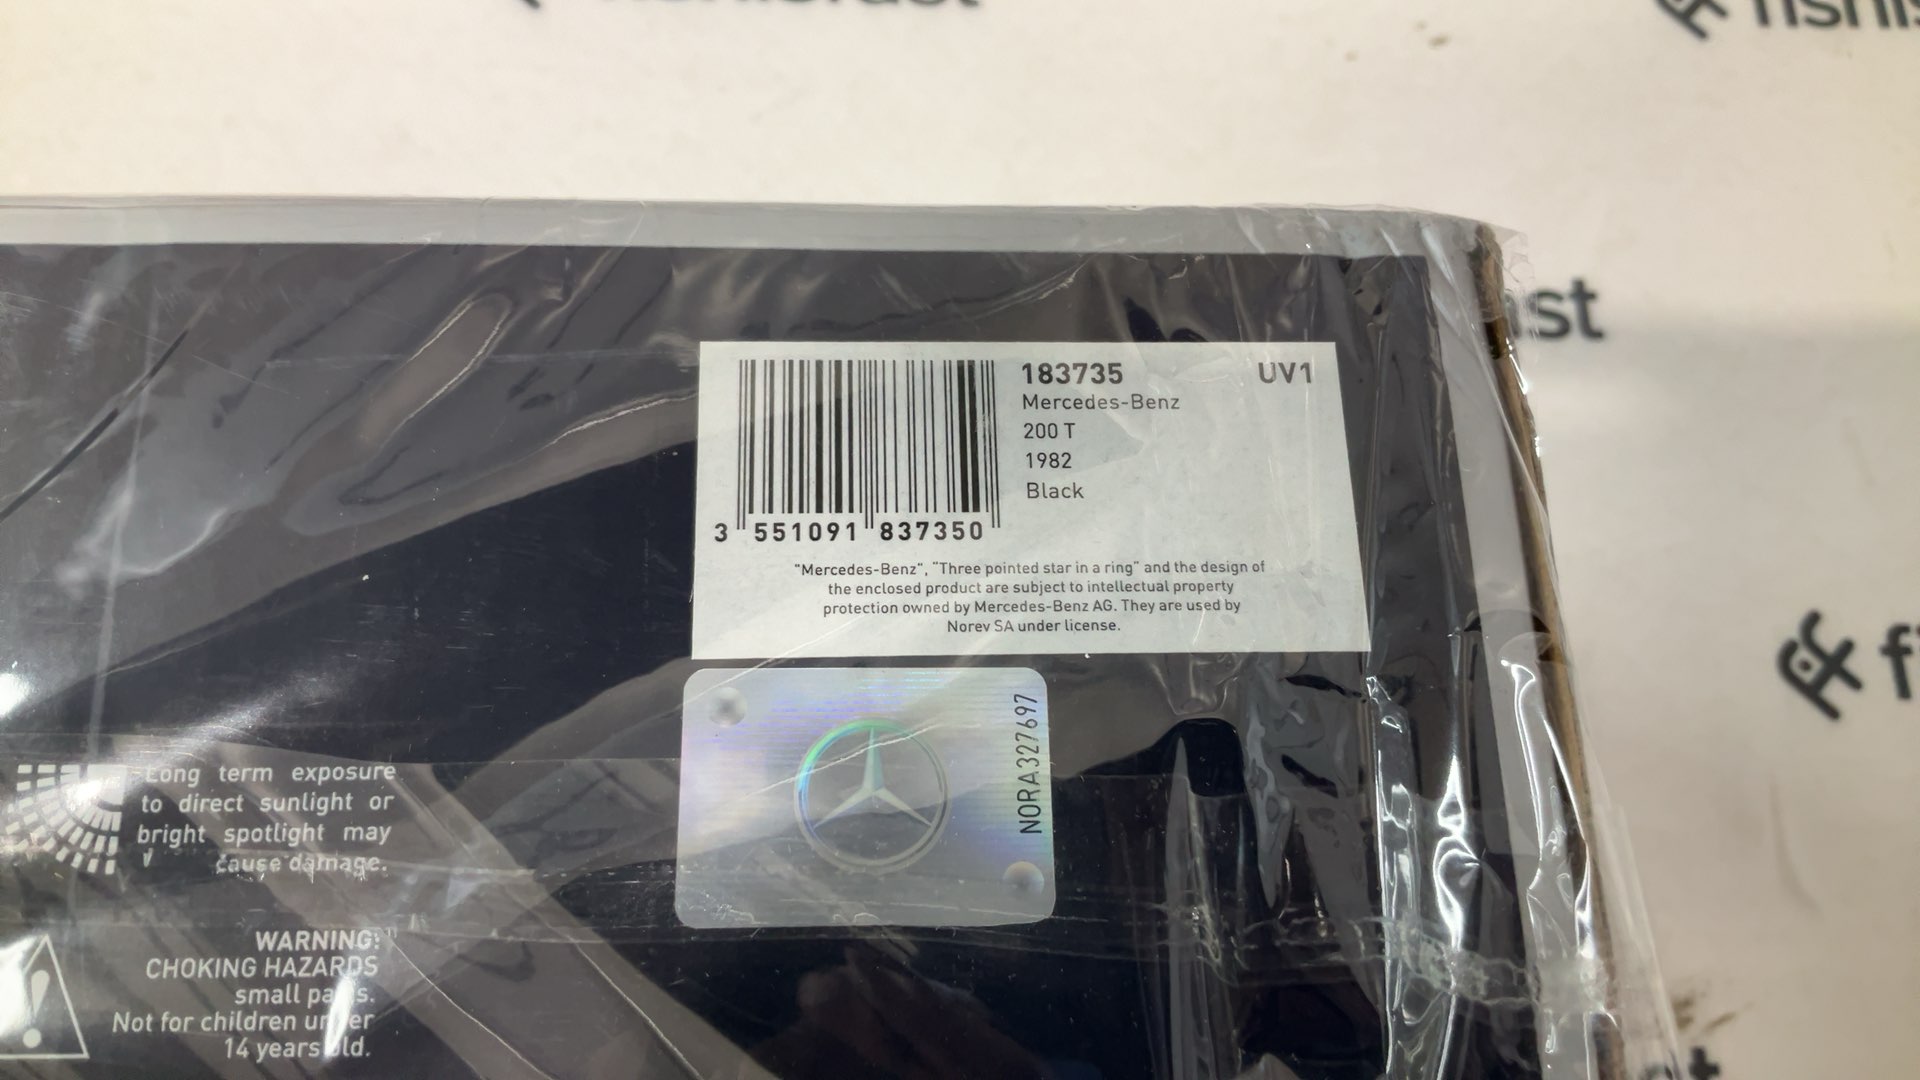 183735 UV1
Mercedes-Benz
200 T
1982
Black
3 551091 837350
"Mercedes-Benz", "Three pointed star in a ring" and the design of
the enclosed product are subject to intellectual property
protection owned by Mercedes-Benz AG. They are used by
Norev SA under license.
NORA327697
Long term exposure
to direct sunlight or
bright spotlight may
cause damage.
WARNING:
CHOKING HAZARDS
small parts.
Not for children under
14 years old.